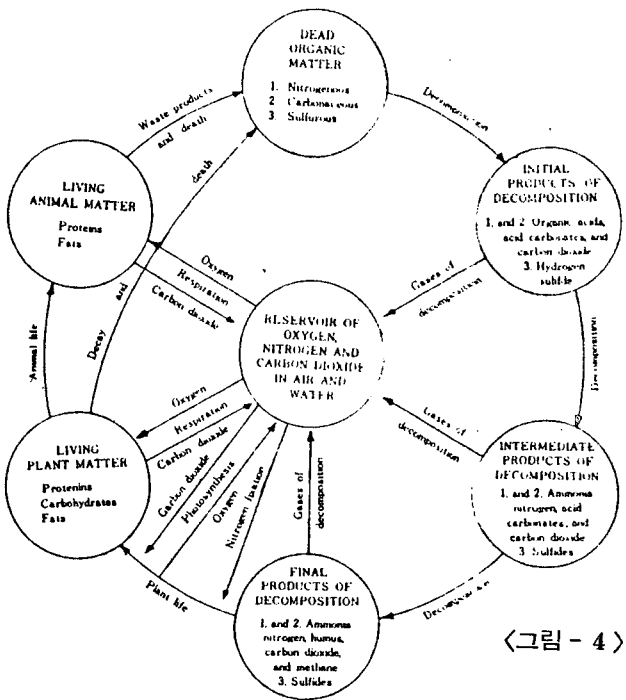 DEAD
ORGANIC
MATTER
1. Nitrogenous
2 Carbonaceous
3. Sulfurous
Decomposition
INITIAL
PRODUCTS OF
DECOMPOSITION
1. and 2 Organic acids,
acid carbonates, and
carbon dioxide
3. Hydrogen
sulfide
Decomposition
INTERMEDIATE
PRODUCTS OF
DECOMPOSITION
1. and 2. Ammonia
nitrogen, acid
carbonates, and
carbon dioxide
3 Sulfides
Decomposition
FINAL
PRODUCTS OF
DECOMPOSITION
1. and 2. Ammonia
nitrogen, humus,
carbon dioxide,
and methane
3. Sulfides
Plant life
LIVING
PLANT MATTER
Protenins
Carbohydrates
Fats
Animal life
LIVING
ANIMAL MATTER
Proteins
Fats
Waste products
and death
Decay and death
RESERVOIR OF
OXYGEN,
NITROGEN AND
CARBON DIOXIDE
IN AIR AND
WATER
Oxygen
Respiration
Carbon dioxide
Oxygen
Respiration
Carbon dioxide
Carbon dioxide
Photosynthesis
Oxygen
Nitrogen fixation
Gases of
decomposition
Gases of
decomposition
Gases of
decomposition
<그림 - 4>